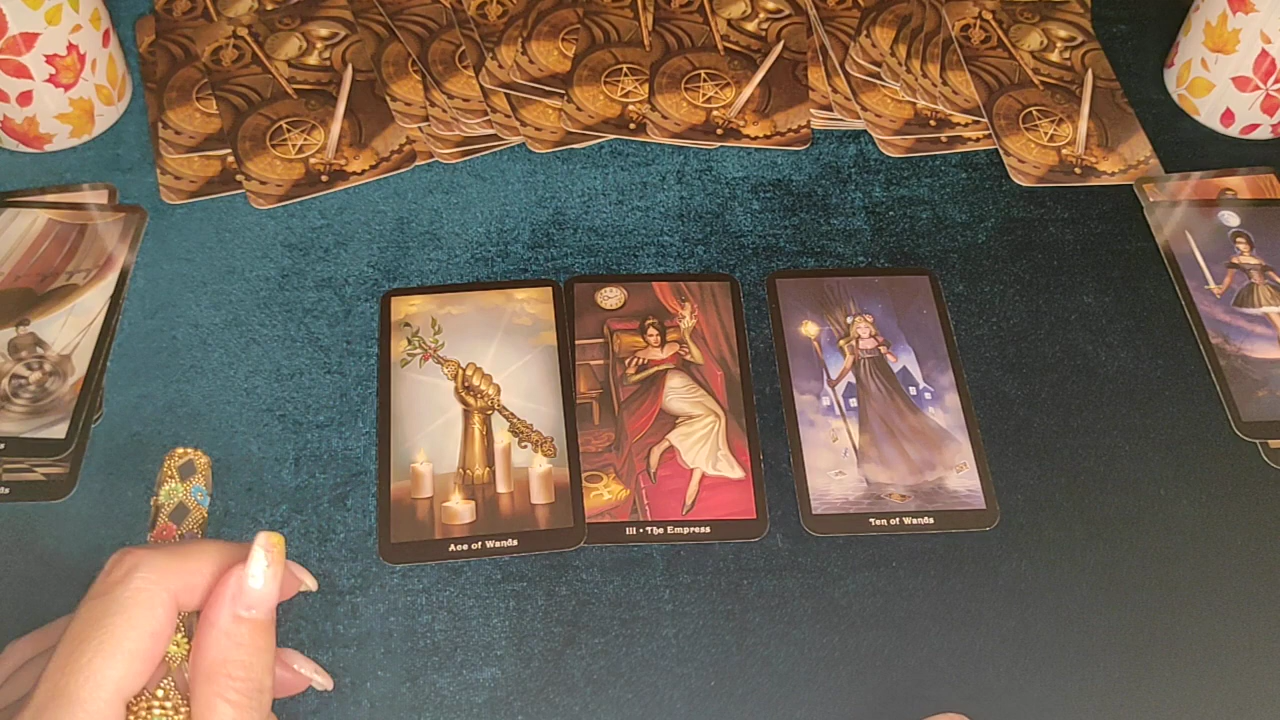 Ace of Wands
III • The Empress
Ten of Wands